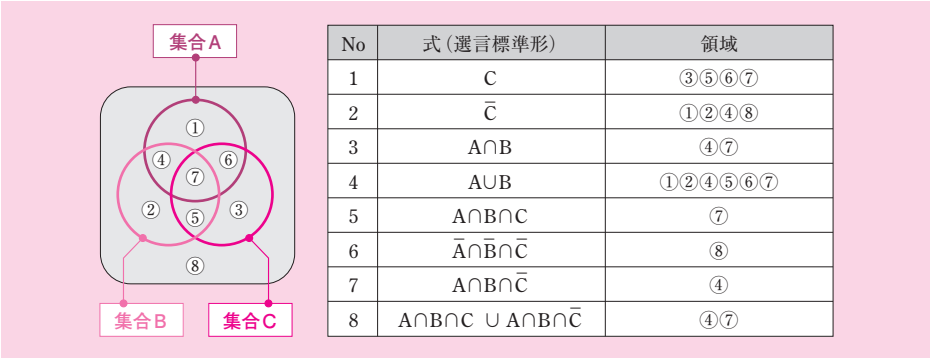 集合A
①
④ ⑥
⑦
② ⑤ ③
⑧
集合B 集合C
No 式(選言標準形) 領域
1 C ③⑤⑥⑦
2 C̅ ①②④⑧
3 A∩B ④⑦
4 A∪B ①②④⑤⑥⑦
5 A∩B∩C ⑦
6 A̅∩B̅∩C̅ ⑧
7 A∩B∩C̅ ④
8 A∩B∩C ∪ A∩B∩C̅ ④⑦